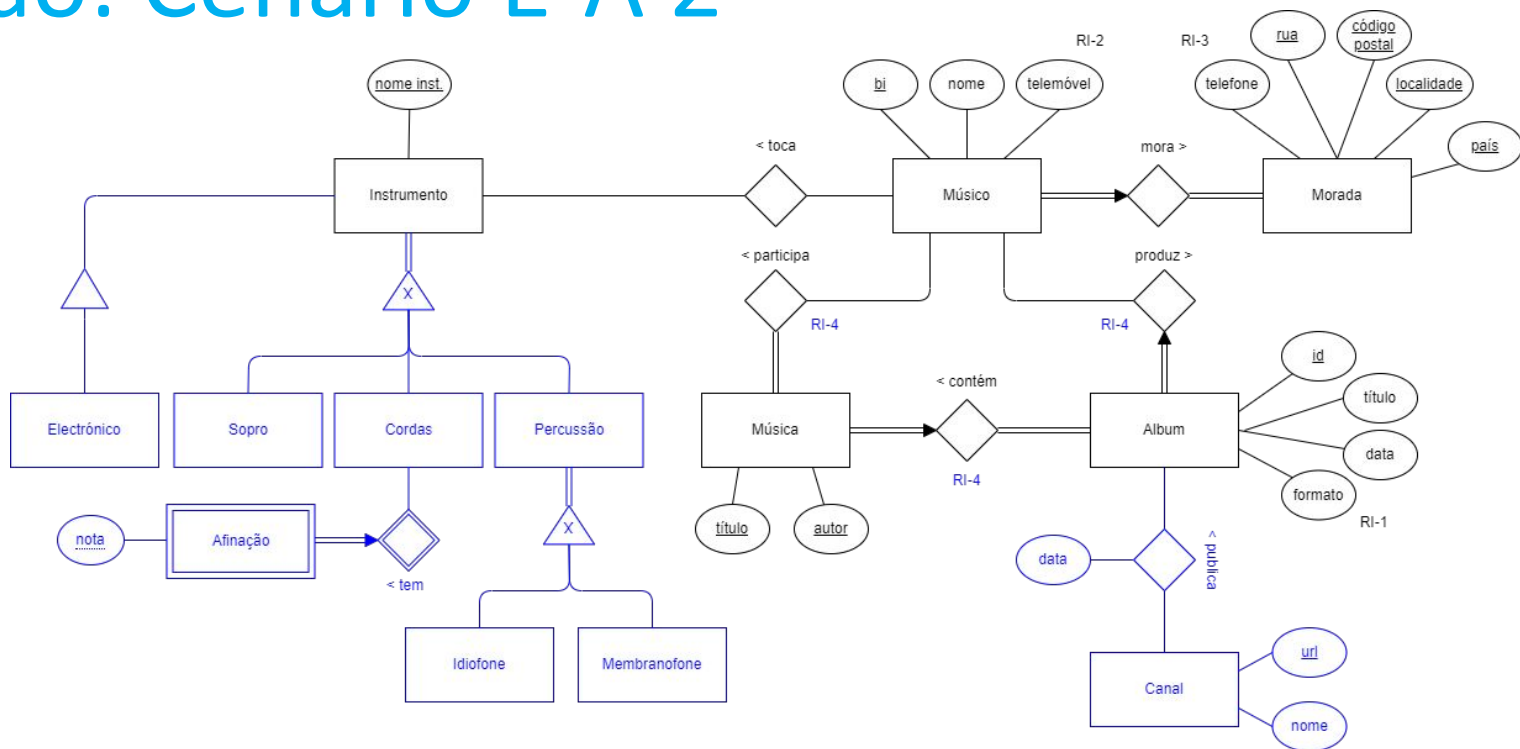 do: Cenário E-A 2
RI-2
RI-3
rua
código
postal
nome inst.
bi
nome
telemóvel
telefone
localidade
país
< toca
mora >
Instrumento
Músico
Morada
< participa
produz >
X
RI-4
RI-4
id
título
data
formato
RI-1
< contém
Electrónico
Sopro
Cordas
Percussão
Música
Album
RI-4
título
autor
nota
Afinação
< tem
X
data
< publica
Idiofone
Membranofone
Canal
url
nome